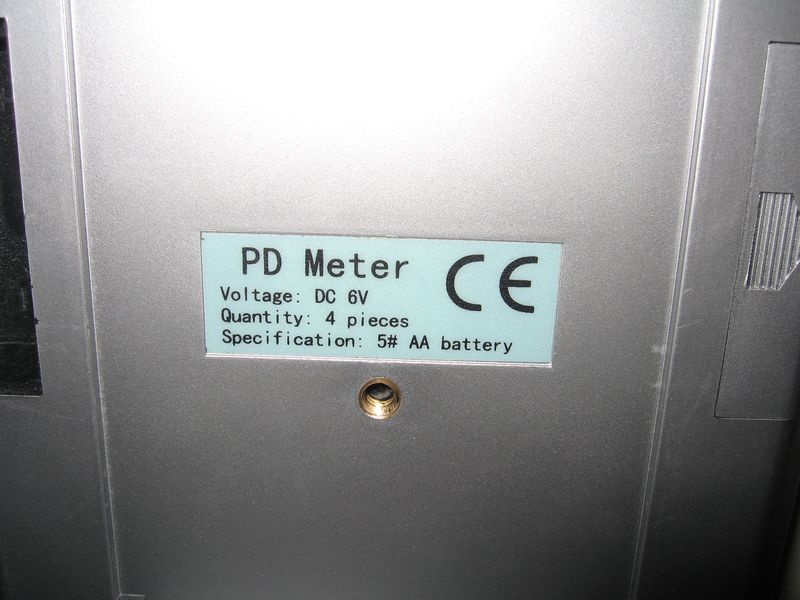 PD Meter CE
Voltage: DC 6V
Quantity: 4 pieces
Specification: 5# AA battery